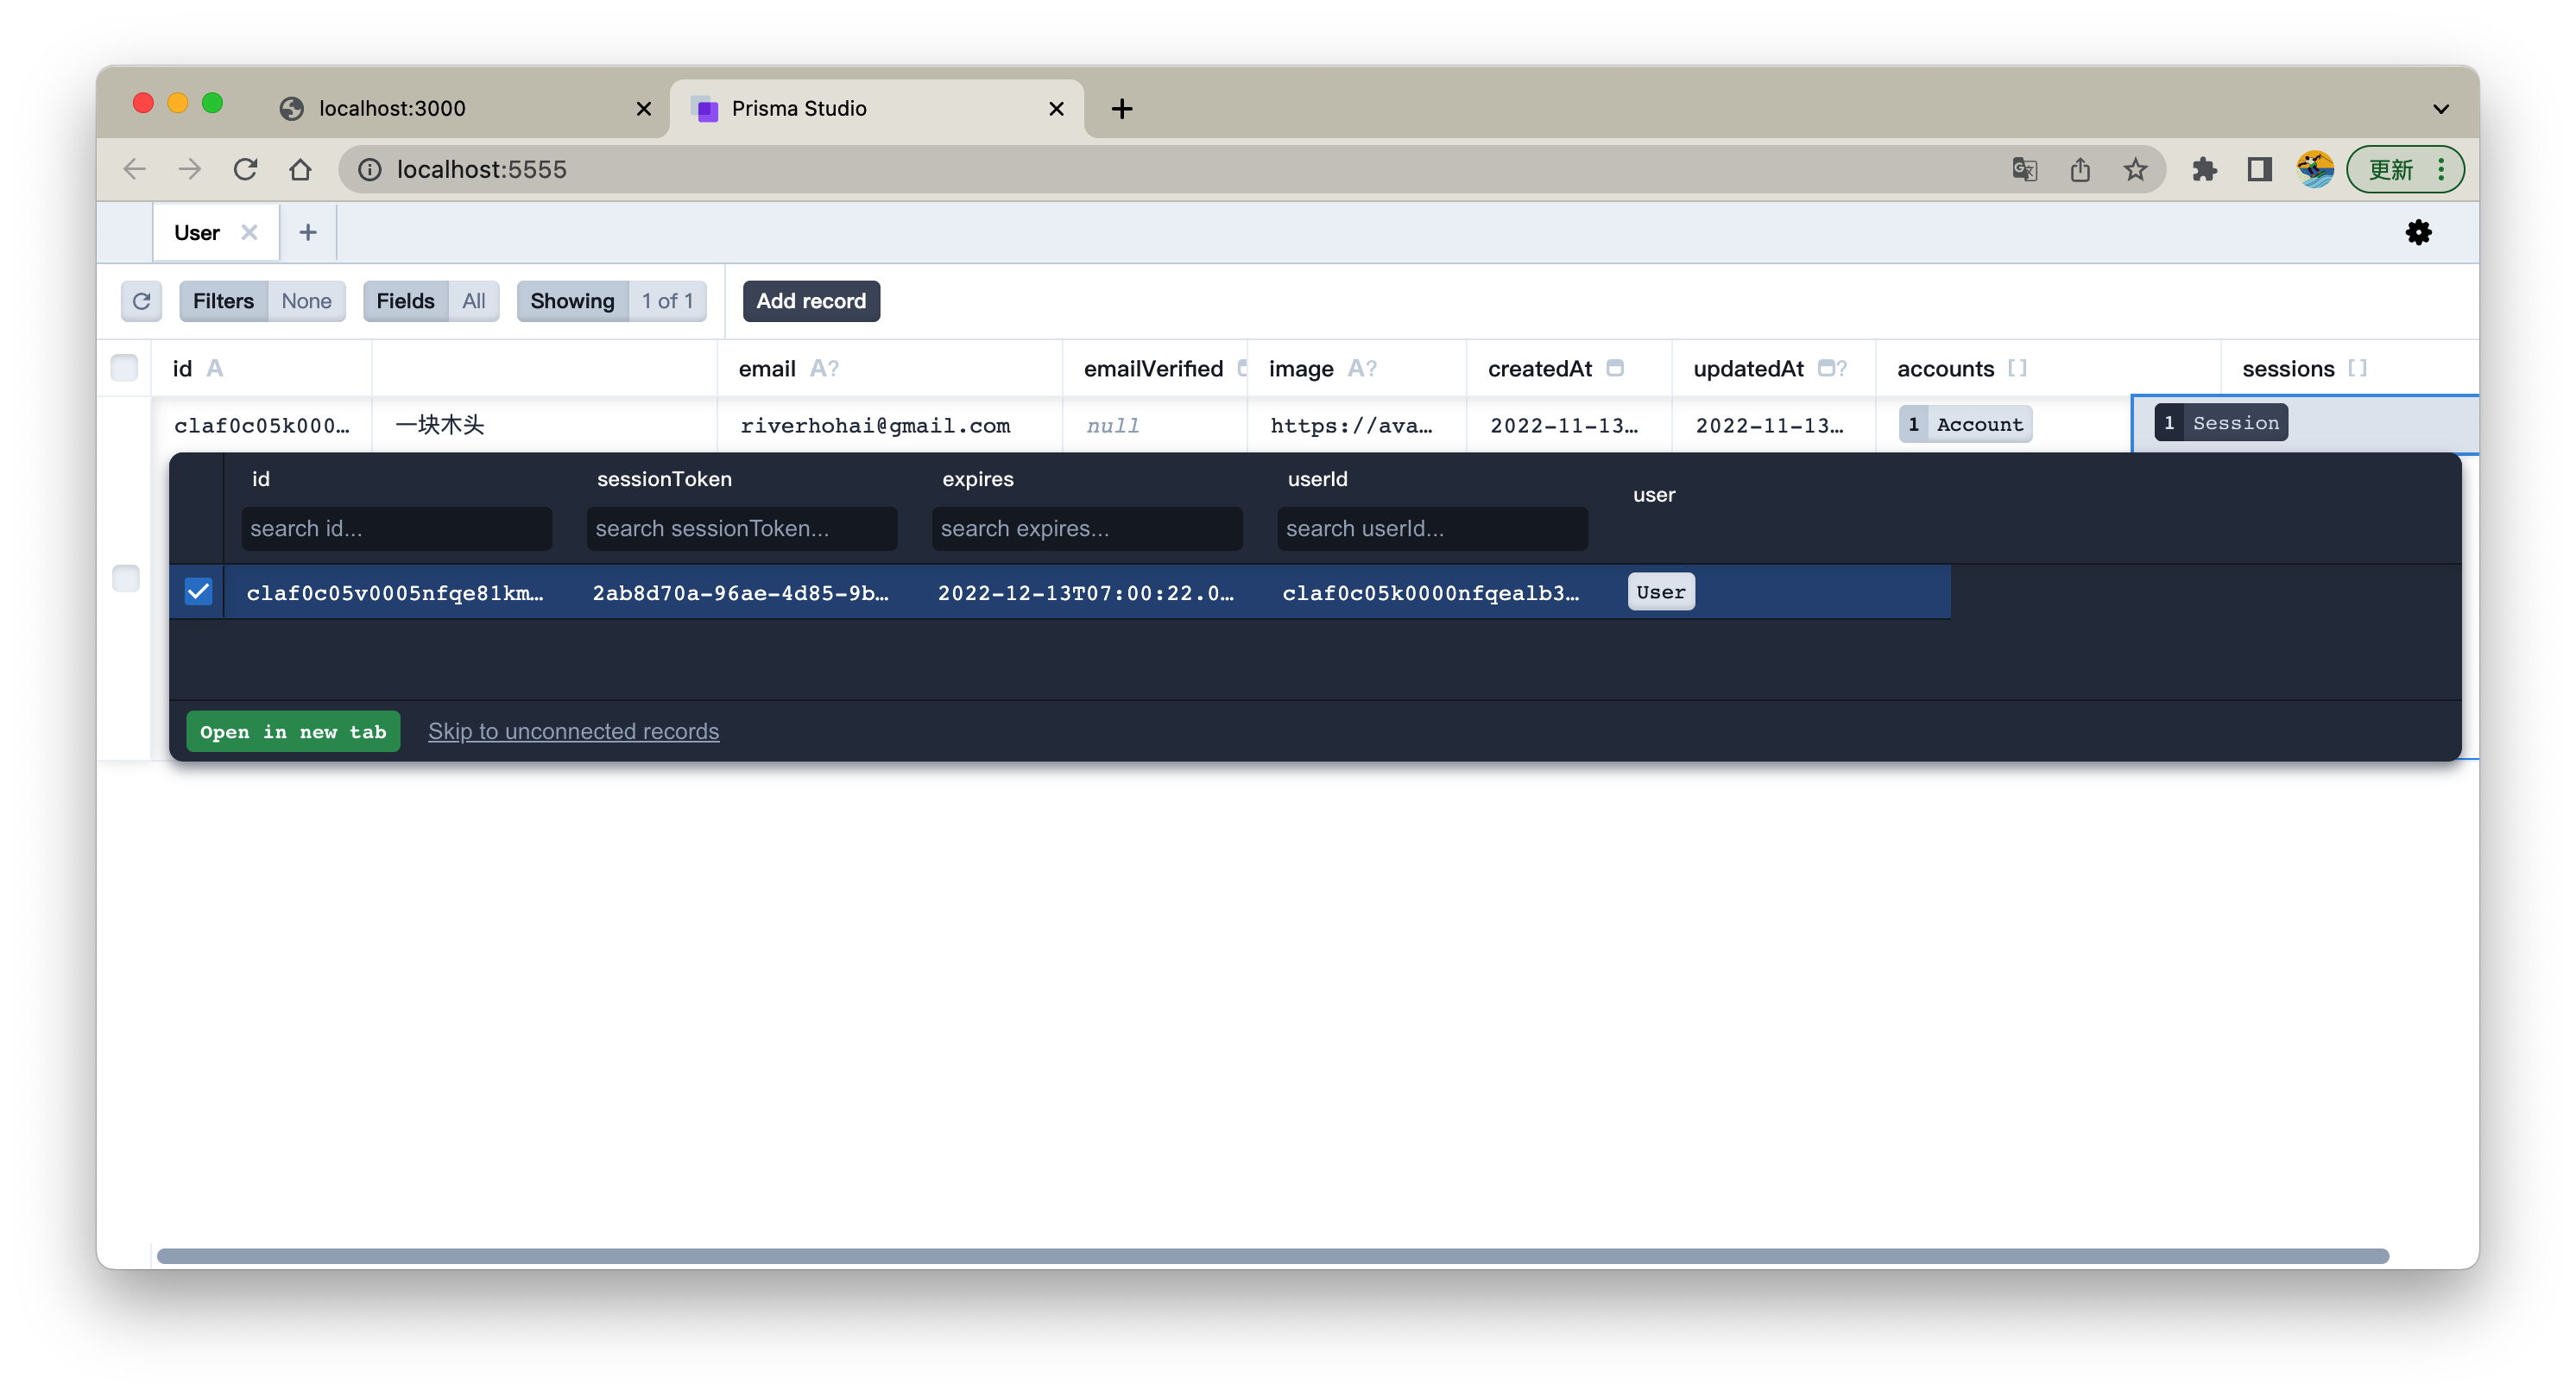 localhost:3000 Prisma Studio
localhost:5555 更新
User
Filters None Fields All Showing 1 of 1 Add record
id A email A? emailVerified image A? createdAt updatedAt ? accounts [] sessions []
claf0c05k000… 一块木头 riverhohai@gmail.com null https://ava… 2022-11-13… 2022-11-13… 1 Account 1 Session
id sessionToken expires userId user
search id... search sessionToken... search expires... search userId...
claf0c05v0005nfqe81km… 2ab8d70a-96ae-4d85-9b… 2022-12-13T07:00:22.0… claf0c05k0000nfqealb3… User
Open in new tab Skip to unconnected records